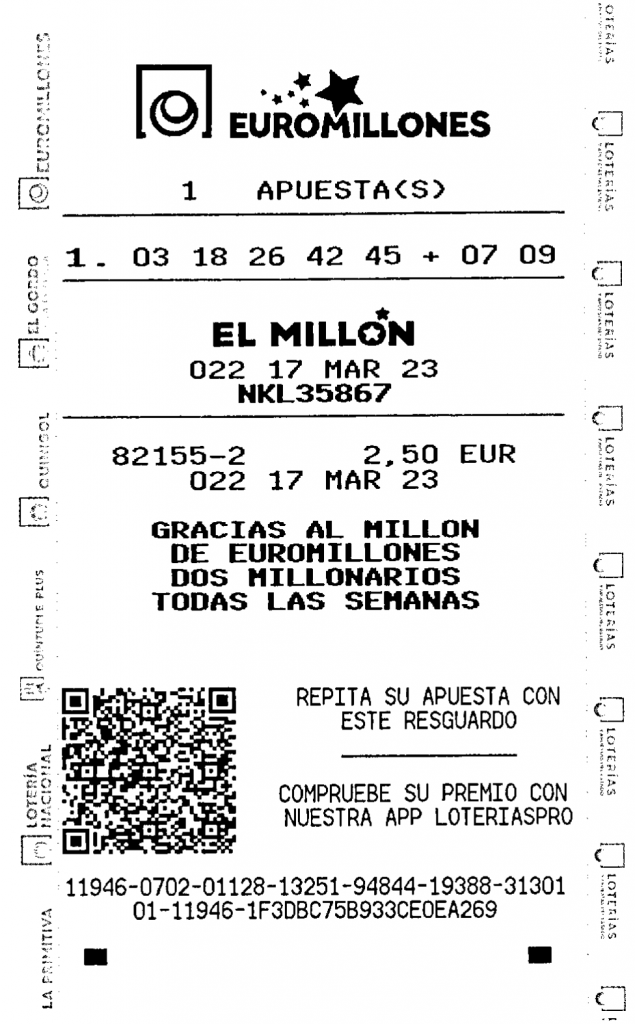 EUROMILLONES
1 APUESTA(S)
1. 03 18 26 42 45 + 07 09
EL MILLÓN
022 17 MAR 23
NKL35867
82155-2 2,50 EUR
022 17 MAR 23
GRACIAS AL MILLON
DE EUROMILLONES
DOS MILLONARIOS
TODAS LAS SEMANAS
REPITA SU APUESTA CON
ESTE RESGUARDO
COMPRUEBE SU PREMIO CON
NUESTRA APP LOTERIASPRO
11946-0702-01128-13251-94844-19388-31301
01-11946-1F3DBC75B933CE0EA269
EUROMILLONES
EL GORDO
QUINIGOL
QUÍNTUPLE PLUS
LOTERÍA
NACIONAL
LA PRIMITIVA
LOTERÍAS
LOTERÍAS
LOTERÍAS
LOTERÍAS
LOTERÍAS
LOTERÍAS
LOTERÍAS